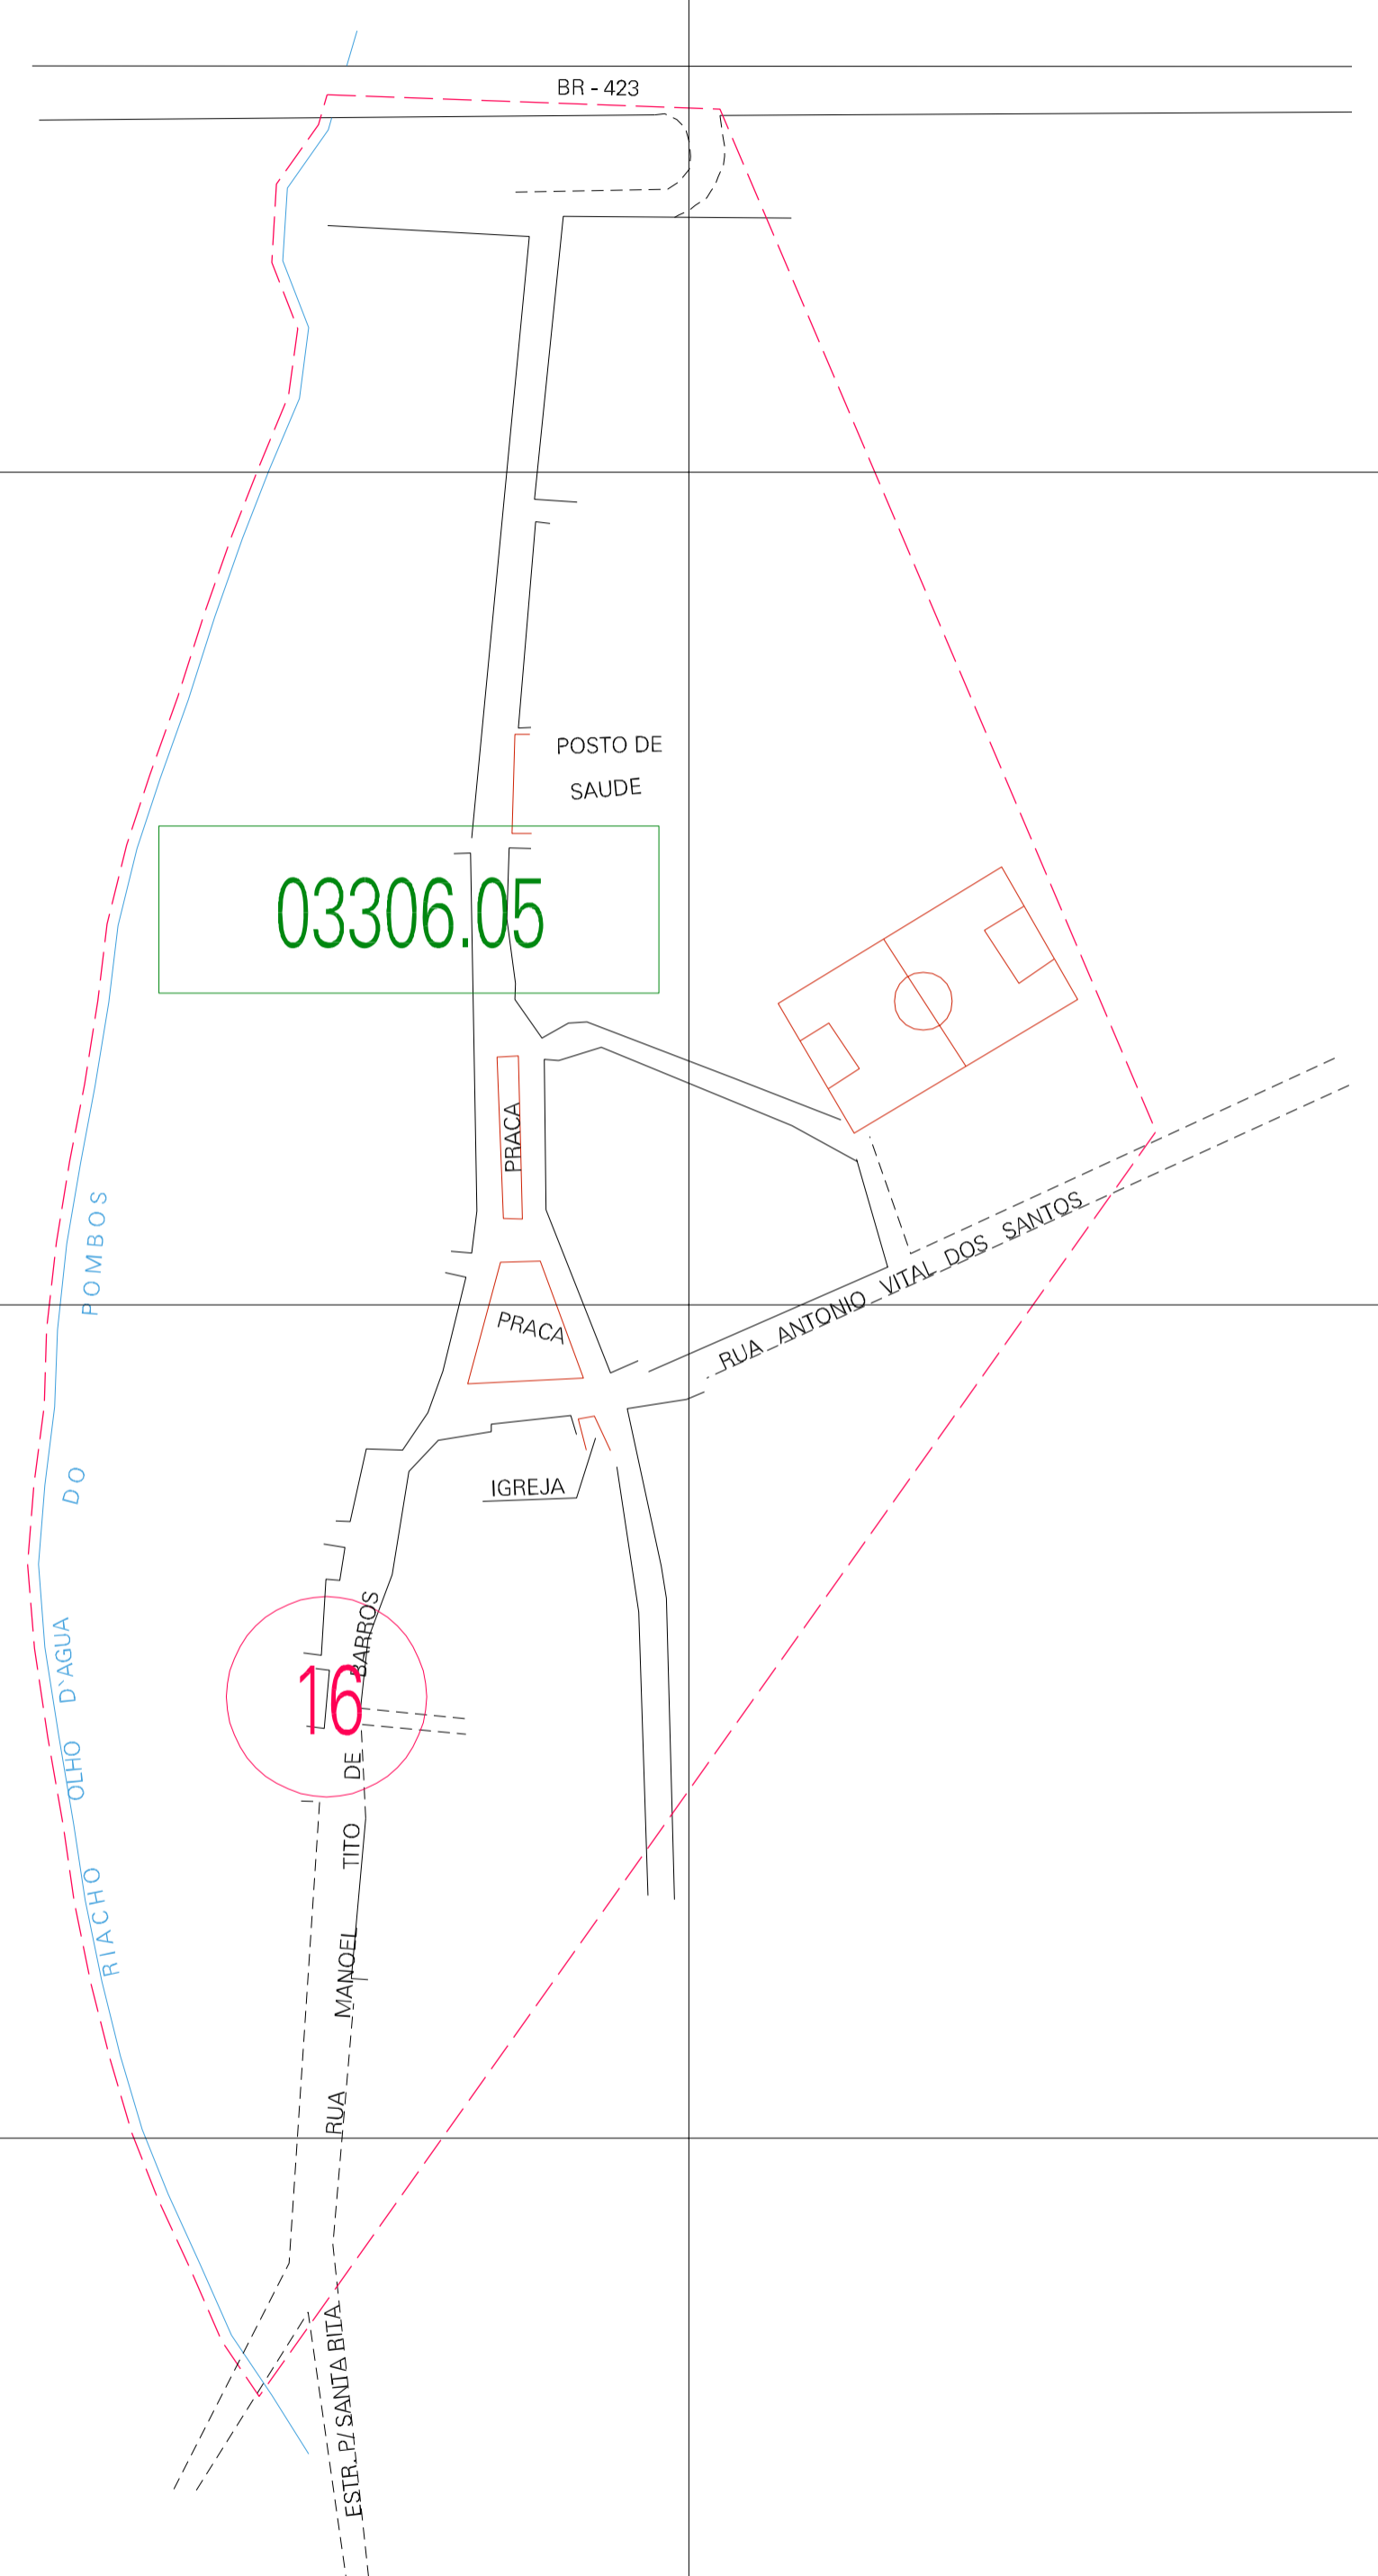 BR - 423
POSTO DE
SAUDE
03306.05
PRACA
PRACA
RUA ANTONIO VITAL DOS SANTOS
IGREJA
16
RUA MANOEL TITO DE BARROS
RIACHO OLHO D`AGUA DO POMBOS
ESTR. P/ SANTA RITA